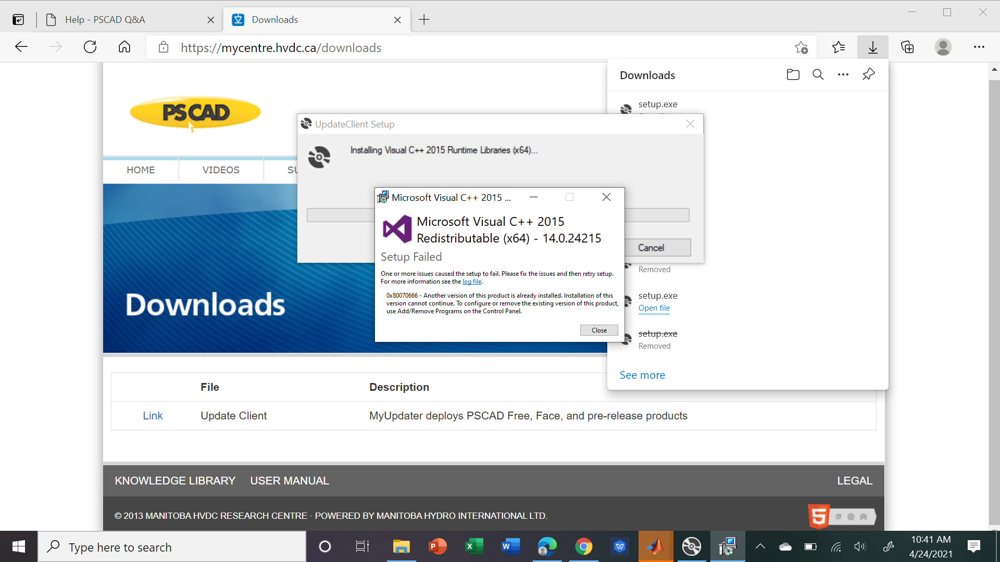 Help - PSCAD Q&A
Downloads
https://mycentre.hvdc.ca/downloads
Downloads
setup.exe
PSCAD
UpdateClient Setup
Installing Visual C++ 2015 Runtime Libraries (x64)...
HOME
VIDEOS
SU
Microsoft Visual C++ 2015 ...
Microsoft Visual C++ 2015
Redistributable (x64) - 14.0.24215
Cancel
Setup Failed
Removed
One or more issues caused the setup to fail. Please fix the issues and then retry setup.
For more information see the log file.
0x80070666 - Another version of this product is already installed. Installation of this
version cannot continue. To configure or remove the existing version of this product,
use Add/Remove Programs on the Control Panel.
Close
setup.exe
Open file
setup.exe
Removed
See more
Downloads
File
Description
Link
Update Client
MyUpdater deploys PSCAD Free, Face, and pre-release products
KNOWLEDGE LIBRARY
USER MANUAL
LEGAL
© 2013 MANITOBA HVDC RESEARCH CENTRE · POWERED BY MANITOBA HYDRO INTERNATIONAL LTD.
5
Type here to search
10:41 AM
4/24/2021